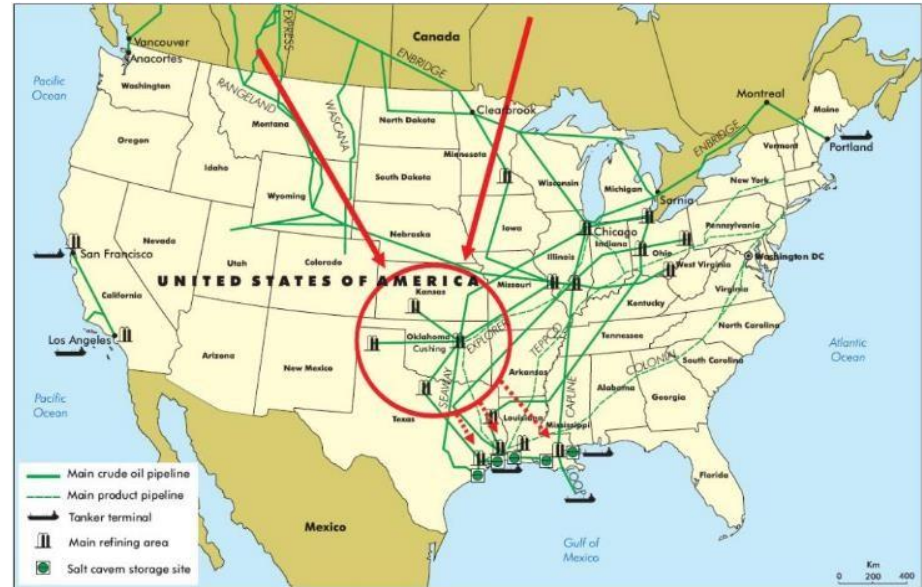 Vancouver
Anacortes
Pacific
Ocean
Washington
Oregon
Idaho
Montana
RANGELAND
EXPRESS
WASCANA
Canada
ENBRIDGE
Clearbrook
North Dakota
South Dakota
Minnesota
Wisconsin
Michigan
Sarnia
ENBRIDGE
Montreal
Maine
Portland
Vermont
New York
Pennsylvania
Wyoming
Nebraska
Iowa
Chicago
Illinois
Indiana
Ohio
West Virginia
Washington DC
Virginia
Nevada
Utah
Colorado
San Francisco
California
Los Angeles
UNITED STATES OF AMERICA
Kansas
Missouri
Kentucky
North Carolina
Tennessee
South Carolina
Arizona
New Mexico
Oklahoma
Cushing
EXPLORER
TEPPCO
Arkansas
SEAWAY
CAPLINE
COLONIAL
Alabama
Georgia
Atlantic
Ocean
Pacific
Ocean
Texas
Louisiana
Mississippi
LOOP
Florida
Mexico
Gulf of
Mexico
Main crude oil pipeline
Main product pipeline
Tanker terminal
Main refining area
Salt cavern storage site
Km
0 200 400